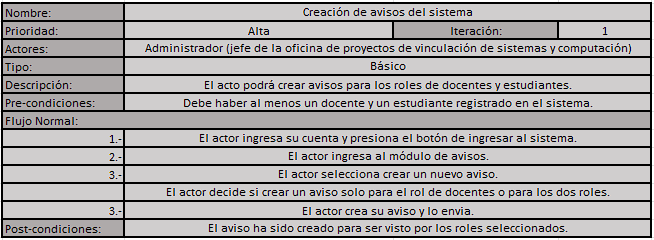 Nombre: Creación de avisos del sistema
Prioridad: Alta Iteración: 1
Actores: Administrador (jefe de la oficina de proyectos de vinculación de sistemas y computación)
Tipo: Básico
Descripción: El acto podrá crear avisos para los roles de docentes y estudiantes.
Pre-condiciones: Debe haber al menos un docente y un estudiante registrado en el sistema.
Flujo Normal:
1.- El actor ingresa su cuenta y presiona el botón de ingresar al sistema.
2.- El actor ingresa al módulo de avisos.
3.- El actor selecciona crear un nuevo aviso.
El actor decide si crear un aviso solo para el rol de docentes o para los dos roles.
3.- El actor crea su aviso y lo envia.
Post-condiciones: El aviso ha sido creado para ser visto por los roles seleccionados.